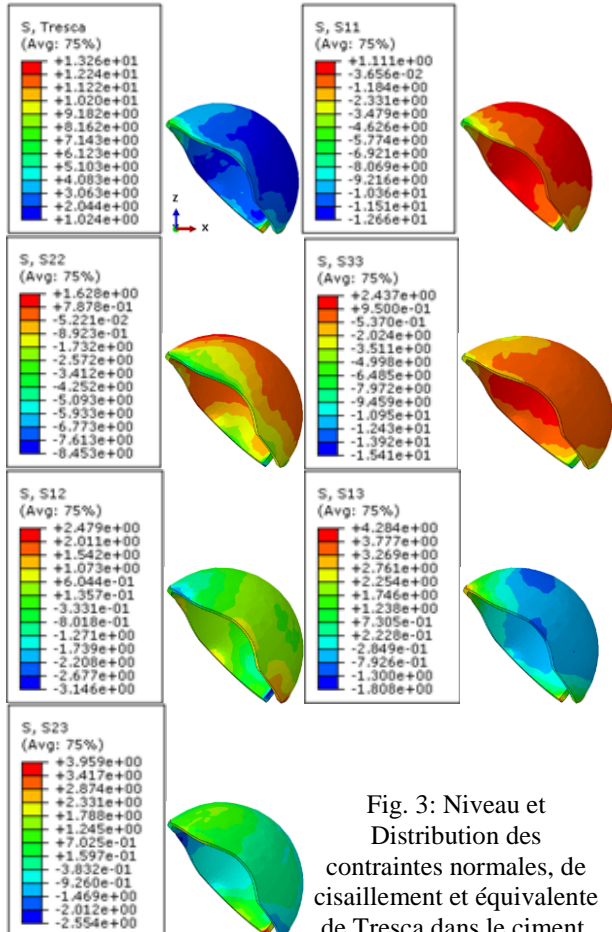 S, Tresca
(Avg: 75%)
+1.326e+01
+1.224e+01
+1.122e+01
+1.020e+01
+9.182e+00
+8.162e+00
+7.143e+00
+6.123e+00
+5.103e+00
+4.083e+00
+3.063e+00
+2.044e+00
+1.024e+00
z
x
S, S11
(Avg: 75%)
+1.111e+00
-3.656e-02
-1.184e+00
-2.331e+00
-3.479e+00
-4.626e+00
-5.774e+00
-6.921e+00
-8.069e+00
-9.216e+00
-1.036e+01
-1.151e+01
-1.266e+01
S, S22
(Avg: 75%)
+1.628e+00
+7.878e-01
-5.221e-02
-8.923e-01
-1.732e+00
-2.572e+00
-3.412e+00
-4.252e+00
-5.093e+00
-5.933e+00
-6.773e+00
-7.613e+00
-8.453e+00
S, S33
(Avg: 75%)
+2.437e+00
+9.500e-01
-5.370e-01
-2.024e+00
-3.511e+00
-4.998e+00
-6.485e+00
-7.972e+00
-9.459e+00
-1.095e+01
-1.243e+01
-1.392e+01
-1.541e+01
S, S12
(Avg: 75%)
+2.479e+00
+2.011e+00
+1.542e+00
+1.073e+00
+6.044e-01
+1.357e-01
-3.331e-01
-8.018e-01
-1.271e+00
-1.739e+00
-2.208e+00
-2.677e+00
-3.146e+00
S, S13
(Avg: 75%)
+4.284e+00
+3.777e+00
+3.269e+00
+2.761e+00
+2.254e+00
+1.746e+00
+1.238e+00
+7.305e-01
+2.228e-01
-2.849e-01
-7.926e-01
-1.300e+00
-1.808e+00
S, S23
(Avg: 75%)
+3.959e+00
+3.417e+00
+2.874e+00
+2.331e+00
+1.788e+00
+1.245e+00
+7.025e-01
+1.597e-01
-3.832e-01
-9.260e-01
-1.469e+00
-2.012e+00
-2.554e+00
Fig. 3: Niveau et
Distribution des
contraintes normales, de
cisaillement et équivalente
de Tresca dans le ciment